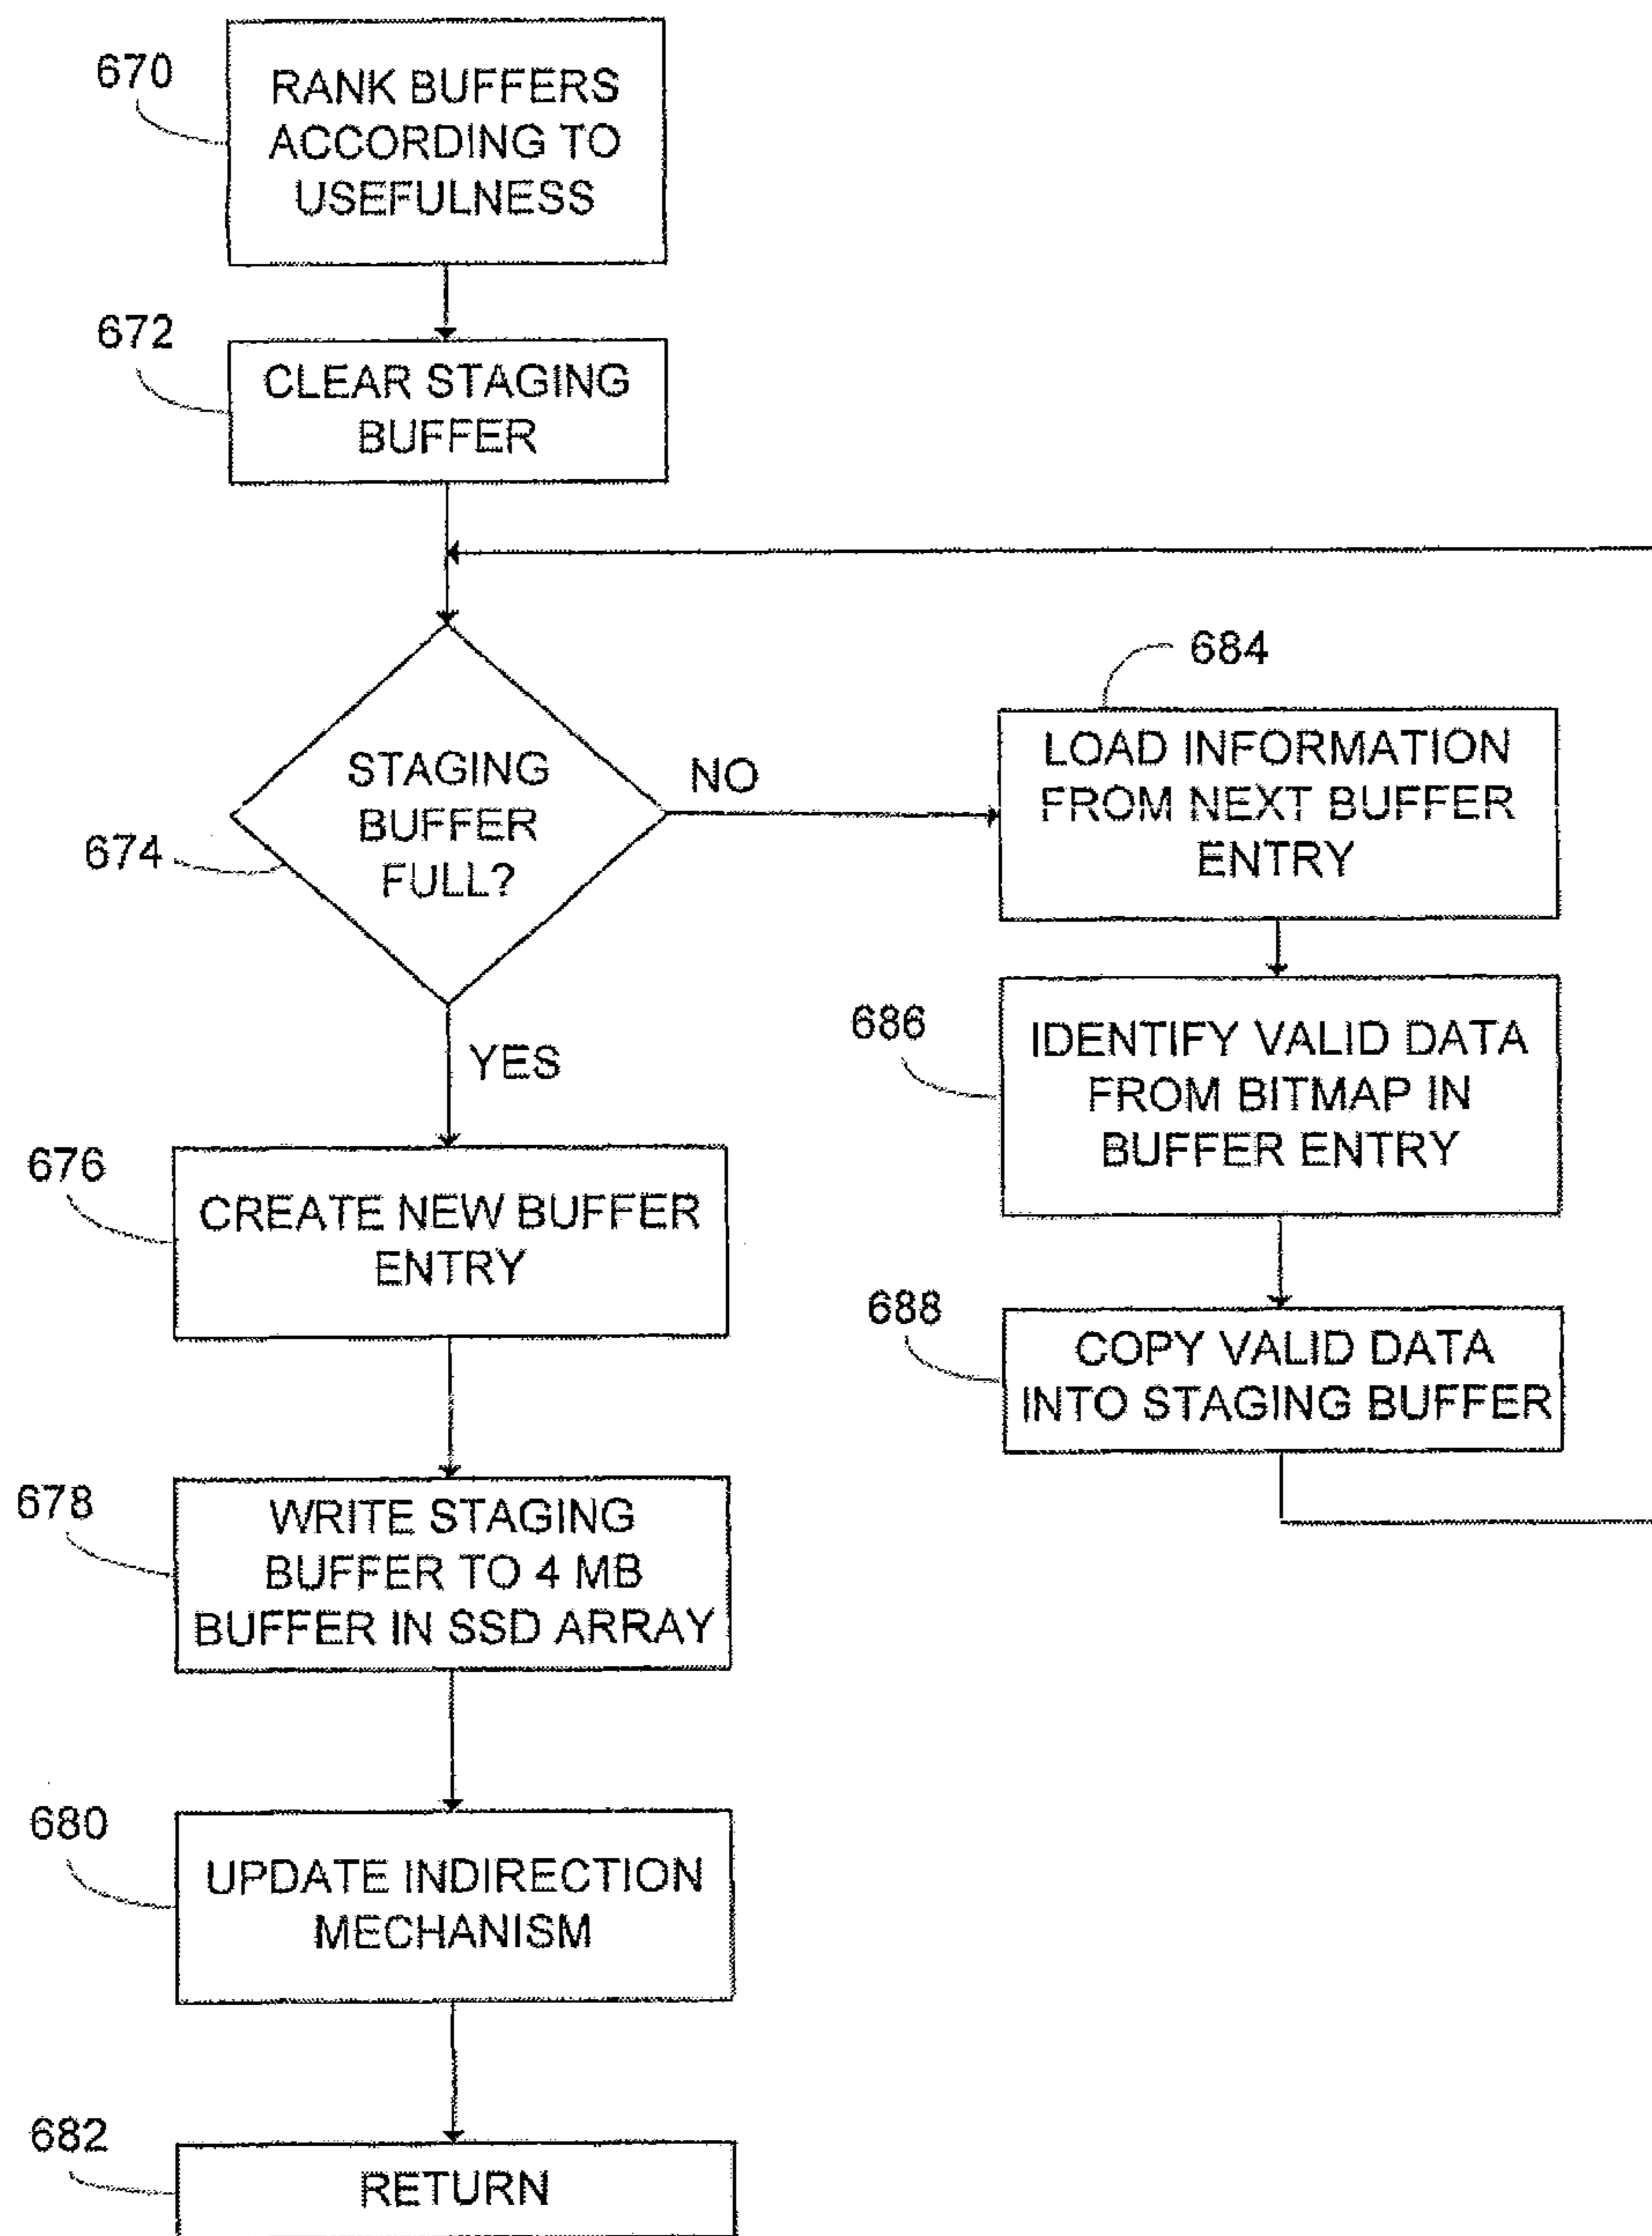 670
RANK BUFFERS
ACCORDING TO
USEFULNESS
672
CLEAR STAGING
BUFFER
674
STAGING
BUFFER
FULL?
NO
YES
684
LOAD INFORMATION
FROM NEXT BUFFER
ENTRY
686
IDENTIFY VALID DATA
FROM BITMAP IN
BUFFER ENTRY
688
COPY VALID DATA
INTO STAGING BUFFER
676
CREATE NEW BUFFER
ENTRY
678
WRITE STAGING
BUFFER TO 4 MB
BUFFER IN SSD ARRAY
680
UPDATE INDIRECTION
MECHANISM
682
RETURN